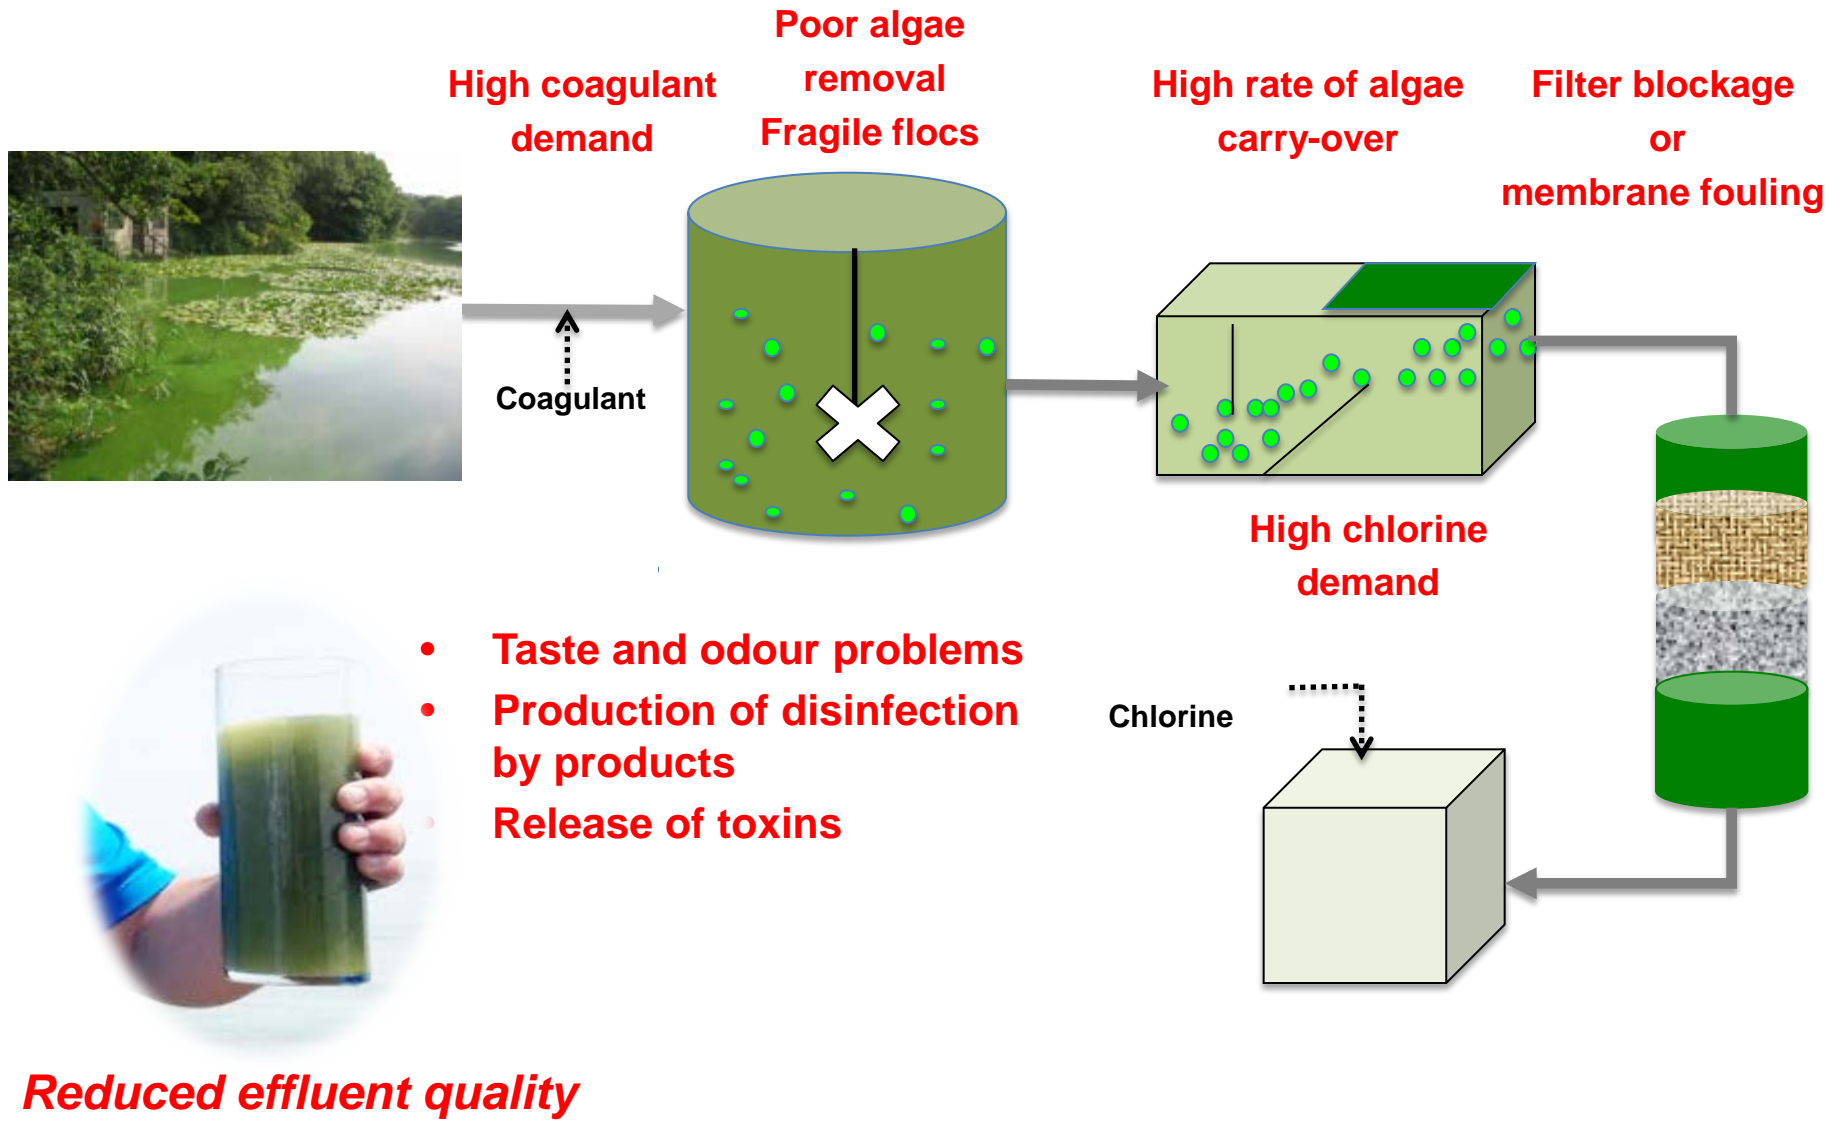 Poor algae
removal
Fragile flocs
High coagulant
demand
High rate of algae
carry-over
Filter blockage
or
membrane fouling
Coagulant
High chlorine
demand
• Taste and odour problems
• Production of disinfection
by products
• Release of toxins
Chlorine
Reduced effluent quality